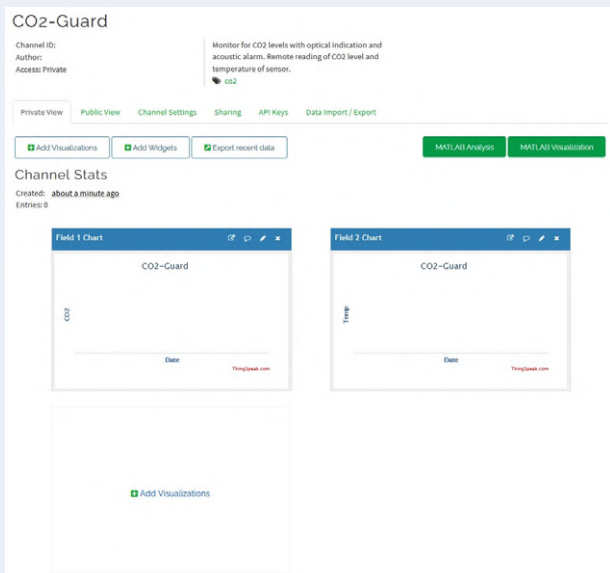 CO2-Guard
Channel ID:
Author:
Access: Private
Monitor for CO2 levels with optical indication and
acoustic alarm. Remote reading of CO2 level and
temperature of sensor.
co2
Private View Public View Channel Settings Sharing API Keys Data Import / Export
Add Visualizations Add Widgets Export recent data MATLAB Analysis MATLAB Visualization
Channel Stats
Created: about a minute ago
Entries: 0
Field 1 Chart
CO2-Guard
CO2
Date
ThingSpeak.com
Field 2 Chart
CO2-Guard
Temp
Date
ThingSpeak.com
Add Visualizations